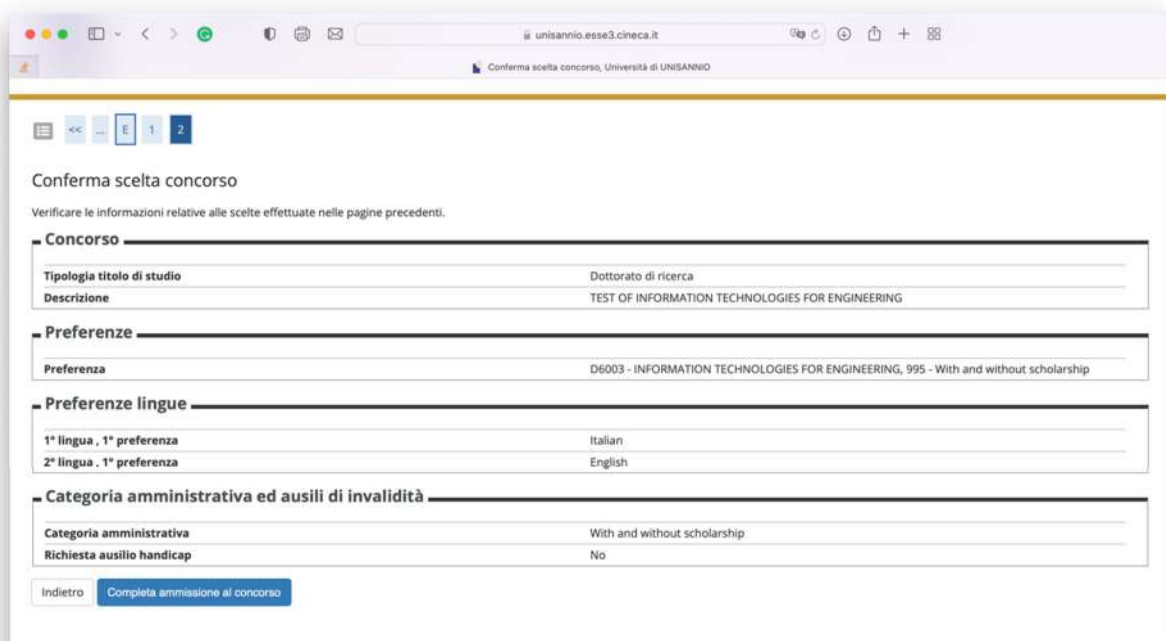 unisannio.esse3.cineca.it
Conferma scelta concorso, Università di UNISANNIO
<< ... E 1 2
Conferma scelta concorso
Verificare le informazioni relative alle scelte effettuate nelle pagine precedenti.
Concorso
Tipologia titolo di studio Dottorato di ricerca
Descrizione TEST OF INFORMATION TECHNOLOGIES FOR ENGINEERING
Preferenze
Preferenza D6003 - INFORMATION TECHNOLOGIES FOR ENGINEERING, 995 - With and without scholarship
Preferenze lingue
1° lingua , 1° preferenza Italian
2° lingua , 1° preferenza English
Categoria amministrativa ed ausili di invalidità
Categoria amministrativa With and without scholarship
Richiesta ausilio handicap No
Indietro Completa ammissione al concorso